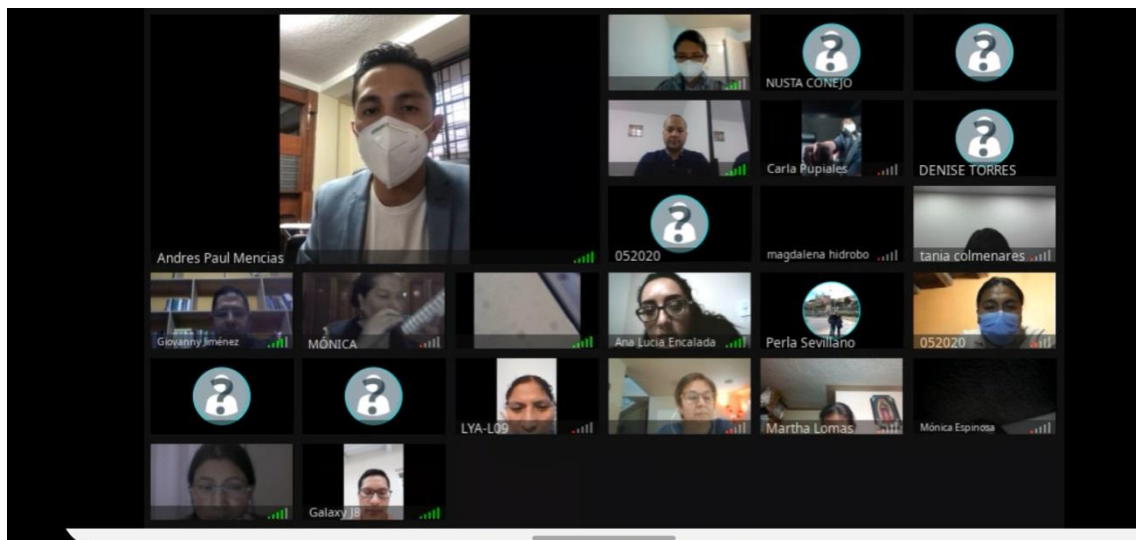 NUSTA CONEJO
Carla Pupiales
DENISE TORRES
Andres Paul Mencias
052020
magdalena hidrobo
tania colmenares
Giovanny Jiménez
MÓNICA
Ana Lucia Encalada
Perla Sevillano
052020
LYA-L09
Martha Lomas
Mónica Espinosa
Galaxy J8